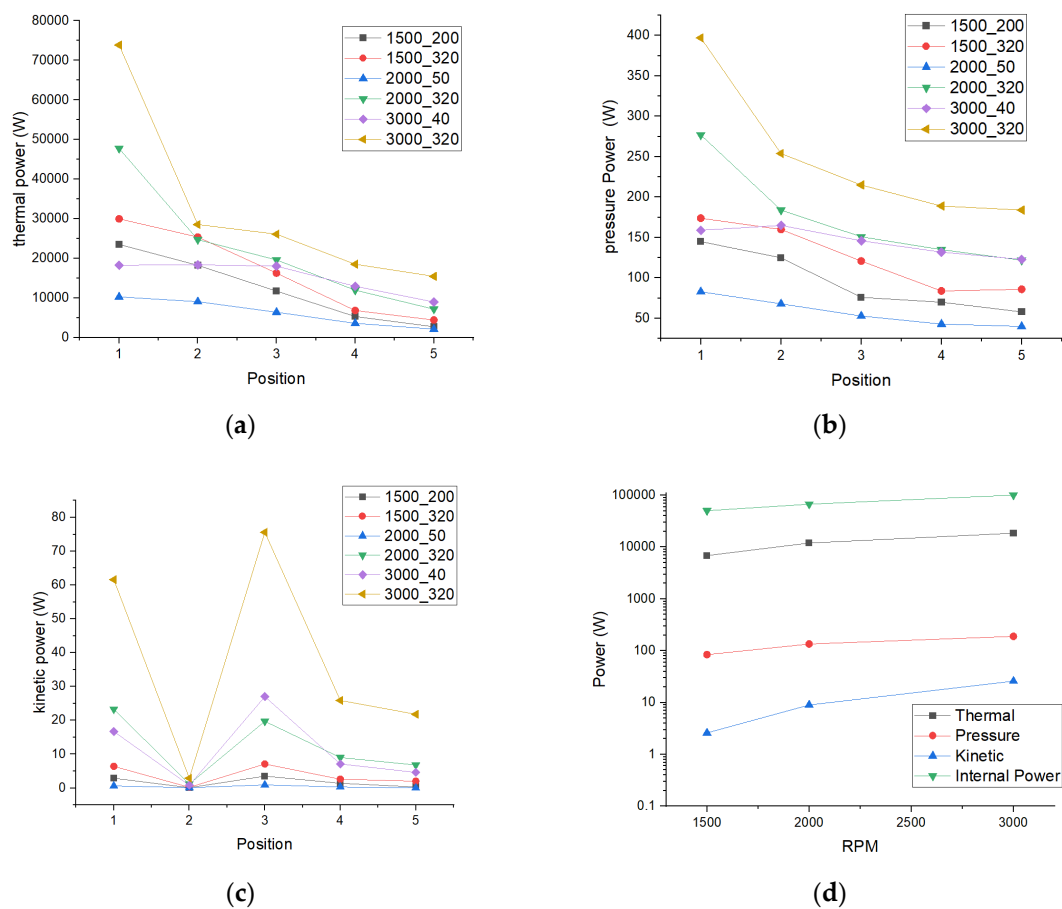 80000
70000
60000
50000
40000
30000
20000
10000
0
thermal power (W)
1500_200
1500_320
2000_50
2000_320
3000_40
3000_320
1 2 3 4 5
Position
(a)
400
350
300
250
200
150
100
50
pressure Power (W)
1500_200
1500_320
2000_50
2000_320
3000_40
3000_320
1 2 3 4 5
Position
(b)
80
70
60
50
40
30
20
10
0
kinetic power (W)
1500_200
1500_320
2000_50
2000_320
3000_40
3000_320
1 2 3 4 5
Position
(c)
100000
10000
1000
100
10
1
0.1
Power (W)
Thermal
Pressure
Kinetic
Internal Power
1500 2000 2500 3000
RPM
(d)